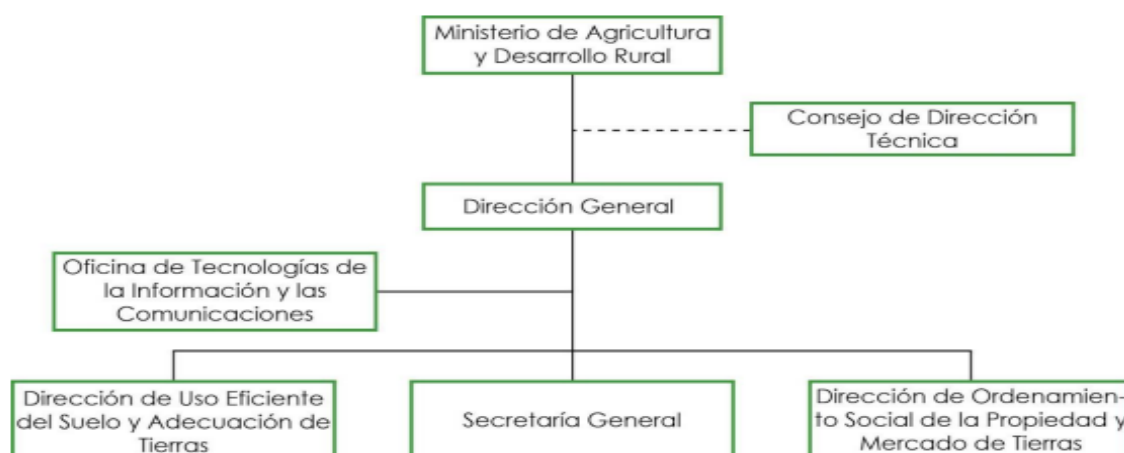 Ministerio de Agricultura
y Desarrollo Rural
Consejo de Dirección
Técnica
Dirección General
Oficina de Tecnologías de
la Información y las
Comunicaciones
Dirección de Uso Eficiente
del Suelo y Adecuación de
Tierras
Secretaría General
Dirección de Ordenamien-
to Social de la Propiedad y
Mercado de Tierras